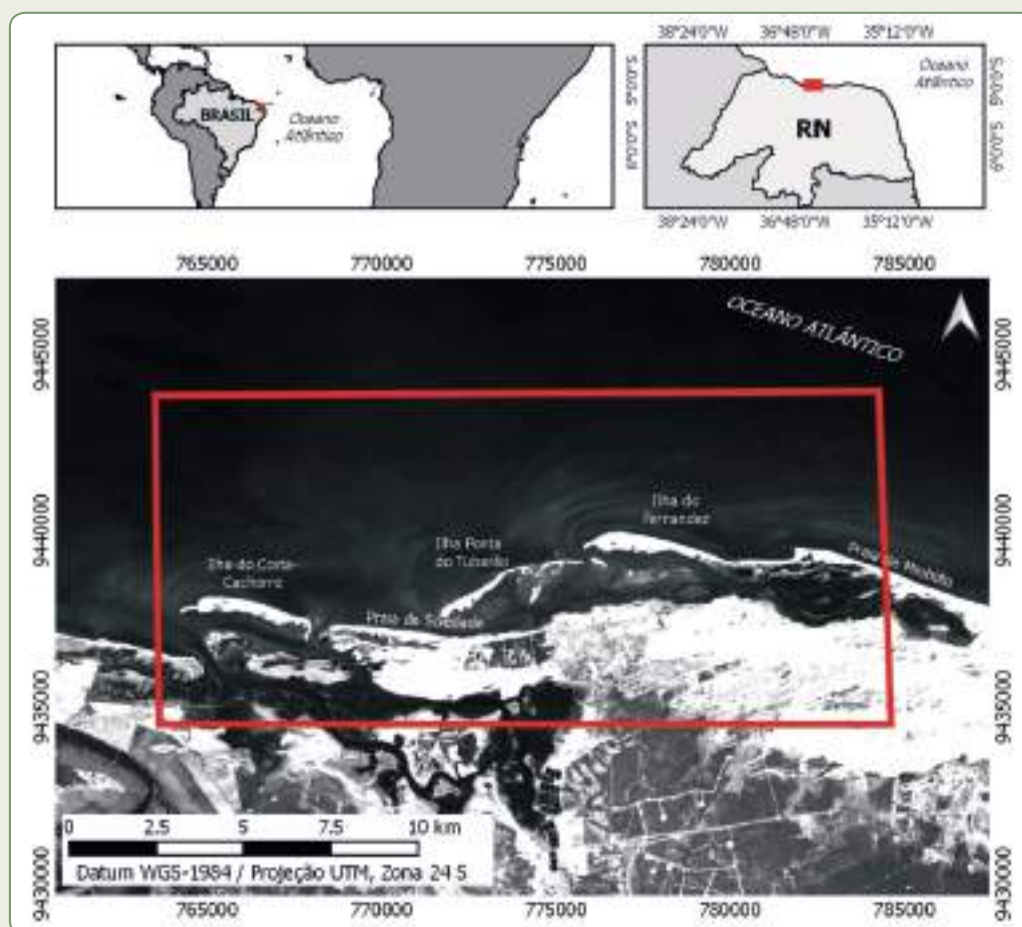 38°24'0"W 36°48'0"W 35°12'0"W
BRASIL
Oceano
Atlântico
RN
Oceano
Atlântico
5°0'0"S
6°0'0"S
5°0'0"S
6°0'0"S
38°24'0"W 36°48'0"W 35°12'0"W
765000 770000 775000 780000 785000
OCEANO ATLÂNTICO
9445000
9440000
9435000
9430000
9445000
9440000
9435000
9430000
Ilha do
Fernandez
Ilha Ponta
do Tubarão
Ilha do Corta-
Cachorro
Praia de Soledade
Praia de
0 2.5 5 7.5 10 km
Datum WGS-1984 / Projeção UTM, Zona 24 S
765000 770000 775000 780000 785000